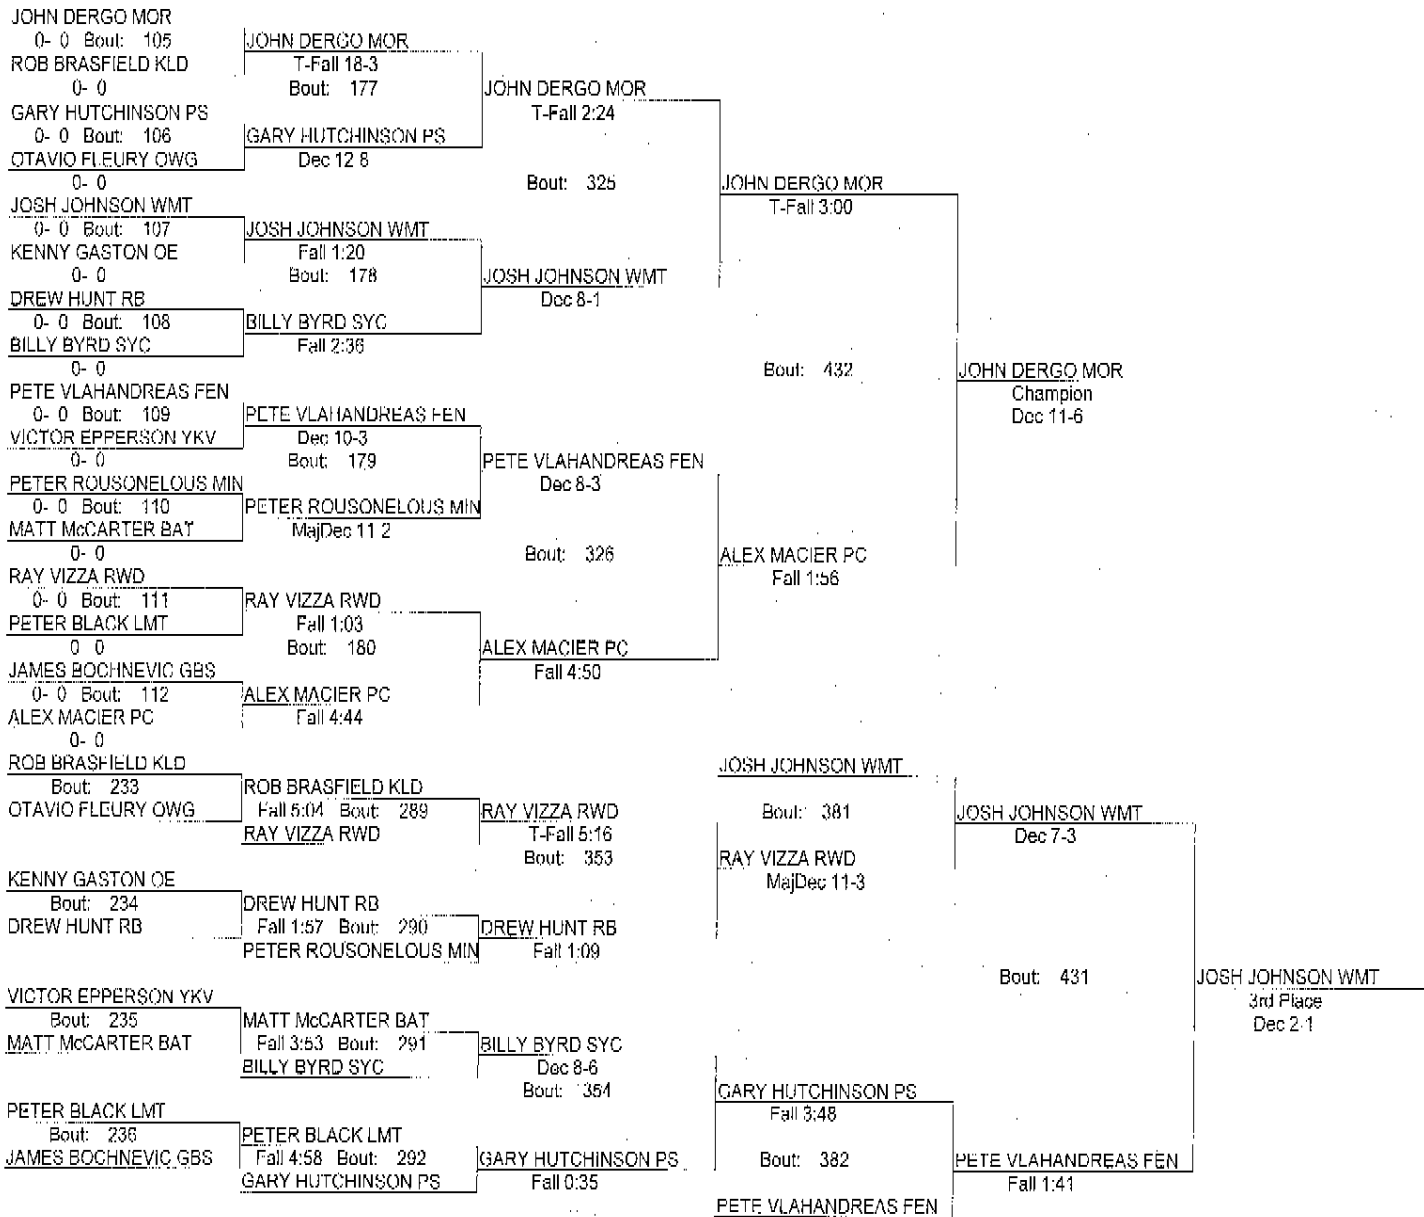 JOHN DERGO MOR
0- 0 Bout: 105
ROB BRASFIELD KLD
0- 0
GARY HUTCHINSON PS
0- 0 Bout: 106
OTAVIO FLEURY OWG
0- 0
JOSH JOHNSON WMT
0- 0 Bout: 107
KENNY GASTON OE
0- 0
DREW HUNT RB
0- 0 Bout: 108
BILLY BYRD SYC
0- 0
PETE VLAHANDREAS FEN
0- 0 Bout: 109
VICTOR EPPERSON YKV
0- 0
PETER ROUSONELOUS MIN
0- 0 Bout: 110
MATT McCARTER BAT
0- 0
RAY VIZZA RWD
0- 0 Bout: 111
PETER BLACK LMT
0 0
JAMES BOCHNEVIC GBS
0- 0 Bout: 112
ALEX MACIER PC
0- 0
JOHN DERGO MOR
T-Fall 18-3
Bout: 177
GARY HUTCHINSON PS
Dec 12 8
JOSH JOHNSON WMT
Fall 1:20
Bout: 178
BILLY BYRD SYC
Fall 2:36
PETE VLAHANDREAS FEN
Dec 10-3
Bout: 179
PETER ROUSONELOUS MIN
MajDec 11 2
RAY VIZZA RWD
Fall 1:03
Bout: 180
ALEX MACIER PC
Fall 4:44
JOHN DERGO MOR
T-Fall 2:24
Bout: 325
JOSH JOHNSON WMT
Dec 8-1
PETE VLAHANDREAS FEN
Dec 8-3
Bout: 326
ALEX MACIER PC
Fall 4:50
JOHN DERGO MOR
T-Fall 3:00
Bout: 432
ALEX MACIER PC
Fall 1:56
JOHN DERGO MOR
Champion
Dec 11-6
ROB BRASFIELD KLD
Bout: 233
OTAVIO FLEURY OWG
KENNY GASTON OE
Bout: 234
DREW HUNT RB
VICTOR EPPERSON YKV
Bout: 235
MATT McCARTER BAT
PETER BLACK LMT
Bout: 236
JAMES BOCHNEVIC GBS
ROB BRASFIELD KLD
Fall 5:04 Bout: 289
RAY VIZZA RWD
DREW HUNT RB
Fall 1:57 Bout: 290
PETER ROUSONELOUS MIN
MATT McCARTER BAT
Fall 3:53 Bout: 291
BILLY BYRD SYC
PETER BLACK LMT
Fall 4:58 Bout: 292
GARY HUTCHINSON PS
RAY VIZZA RWD
T-Fall 5:16
Bout: 353
DREW HUNT RB
Fall 1:09
BILLY BYRD SYC
Dec 8-6
Bout: 354
GARY HUTCHINSON PS
Fall 0:35
JOSH JOHNSON WMT
Bout: 381
RAY VIZZA RWD
MajDec 11-3
GARY HUTCHINSON PS
Fall 3:48
Bout: 382
PETE VLAHANDREAS FEN
JOSH JOHNSON WMT
Dec 7-3
Bout: 431
PETE VLAHANDREAS FEN
Fall 1:41
JOSH JOHNSON WMT
3rd Place
Dec 2-1